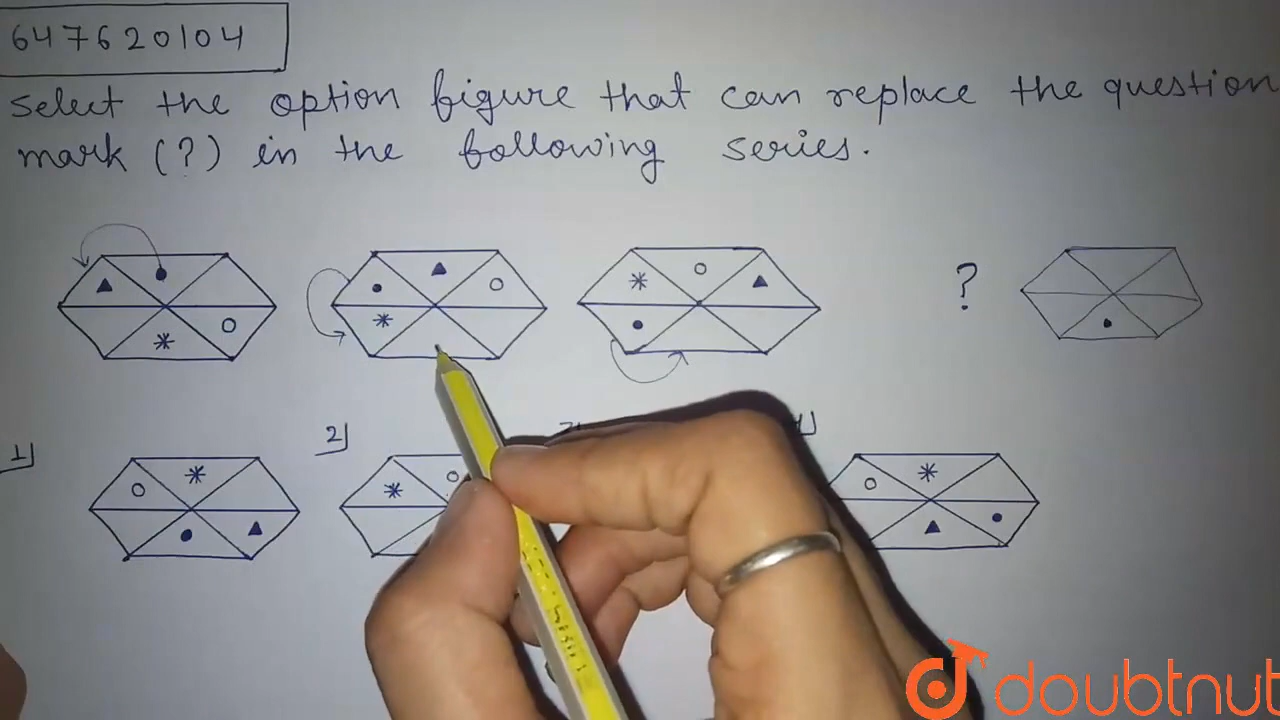 647620104
Select the option figure that can replace the question
mark (?) in the following series.
?
1)
2)
4)
doubtnut